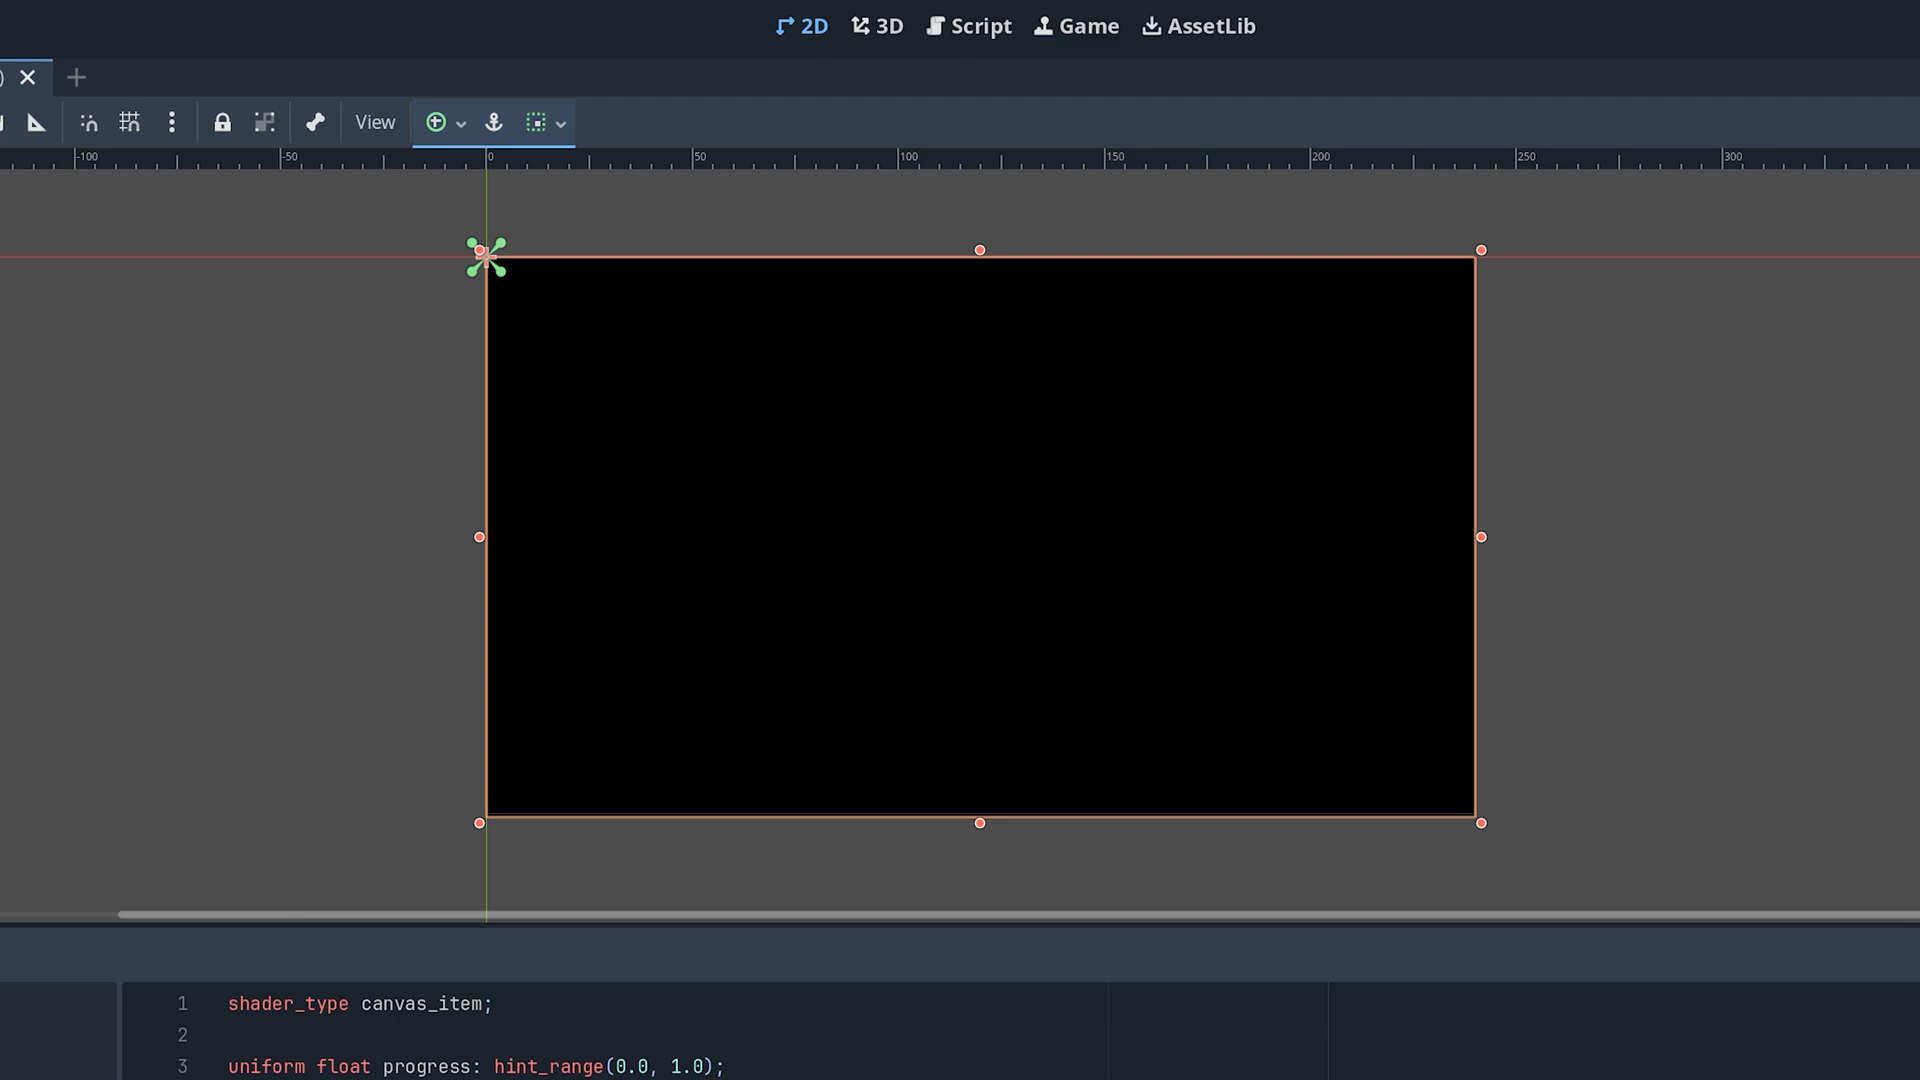 2D 3D Script Game AssetLib
View
-100 -50 0 50 100 150 200 250 300
1 shader_type canvas_item;
2
3 uniform float progress: hint_range(0.0, 1.0);